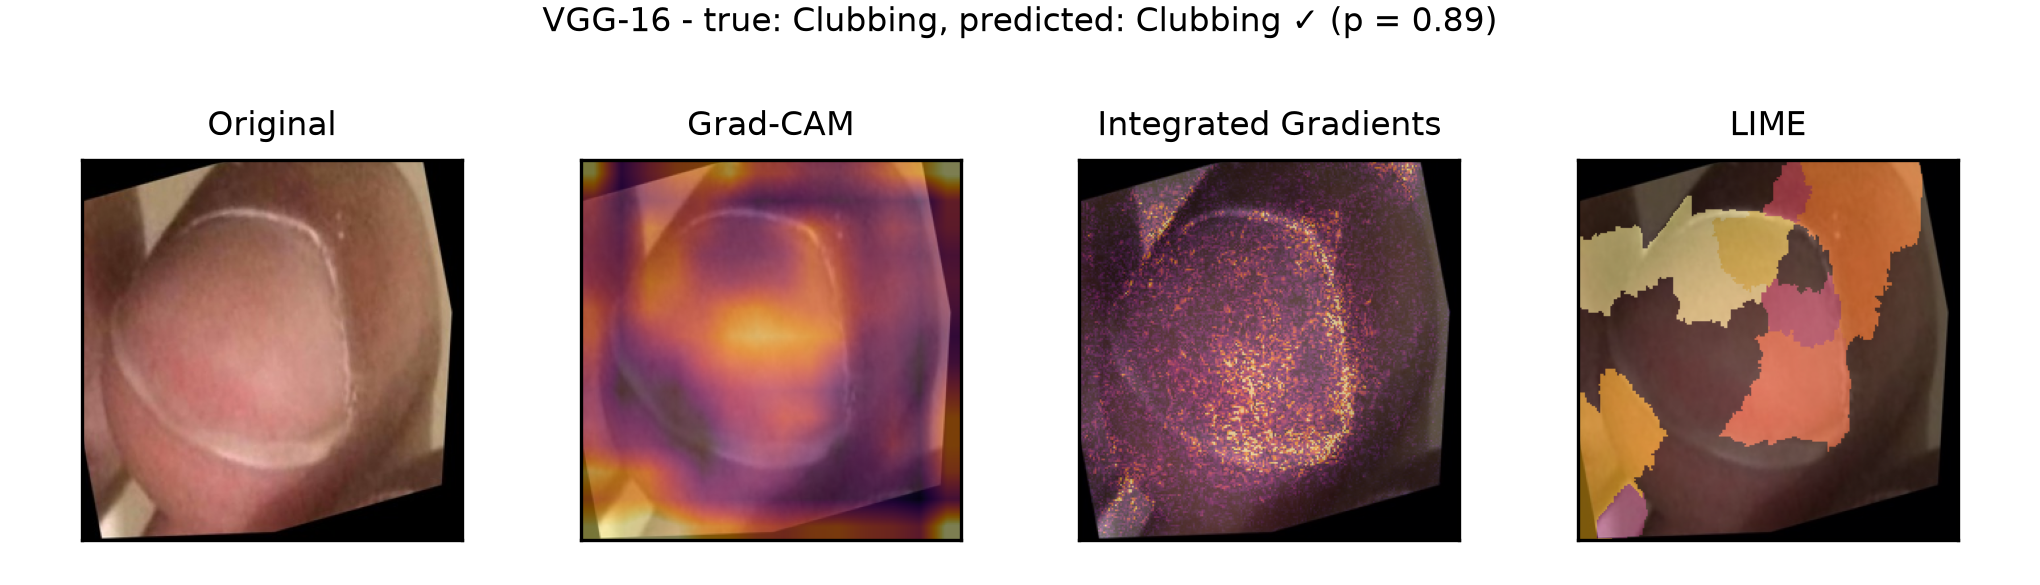 VGG-16 - true: Clubbing, predicted: Clubbing ✓ (p = 0.89)
Original
Grad-CAM
Integrated Gradients
LIME